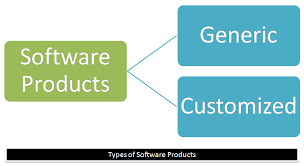 Software
Products
Generic
Customized
Types of Software Products